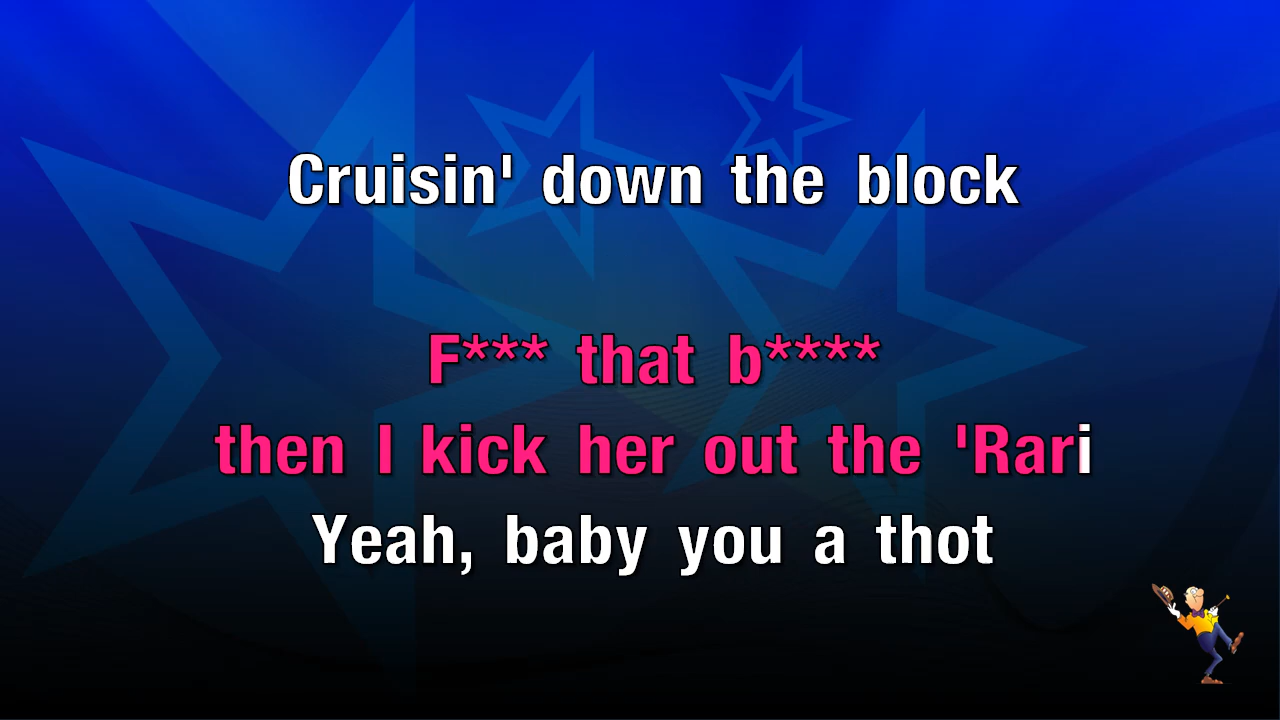 Cruisin' down the block
F*** that b****
then I kick her out the 'Rari
Yeah, baby you a thot